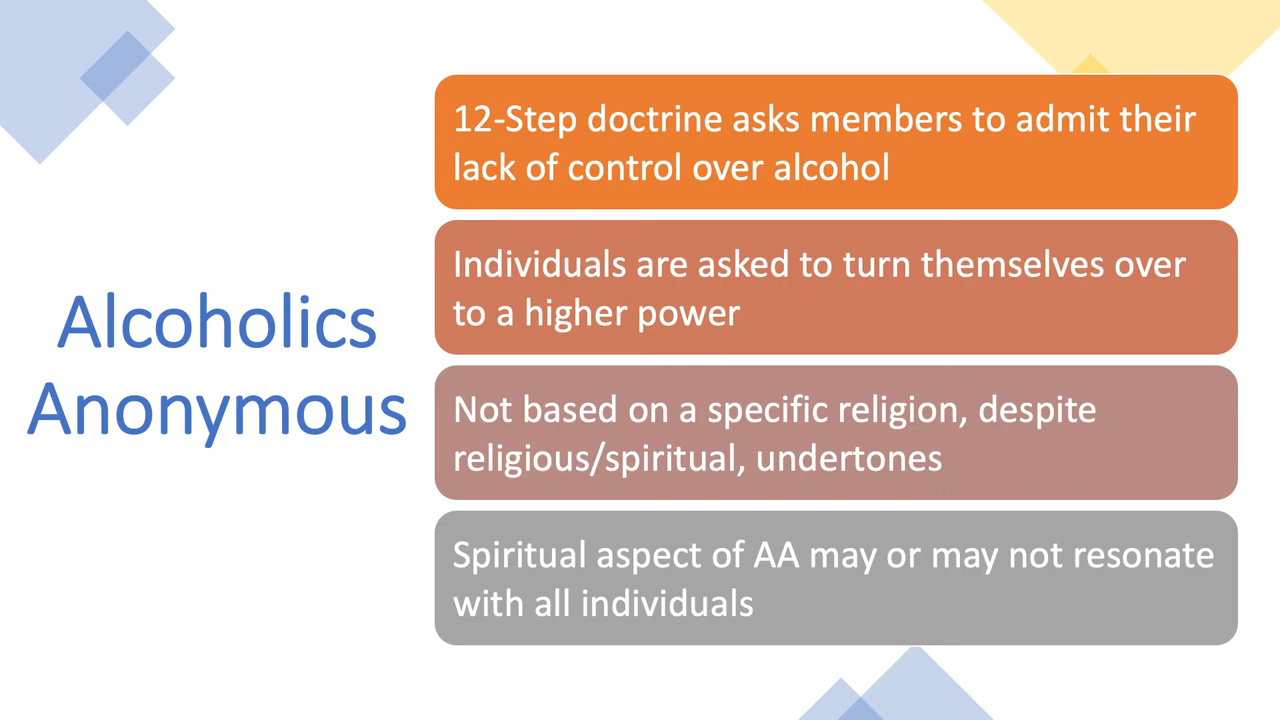 Alcoholics
Anonymous
12-Step doctrine asks members to admit their
lack of control over alcohol
Individuals are asked to turn themselves over
to a higher power
Not based on a specific religion, despite
religious/spiritual, undertones
Spiritual aspect of AA may or may not resonate
with all individuals